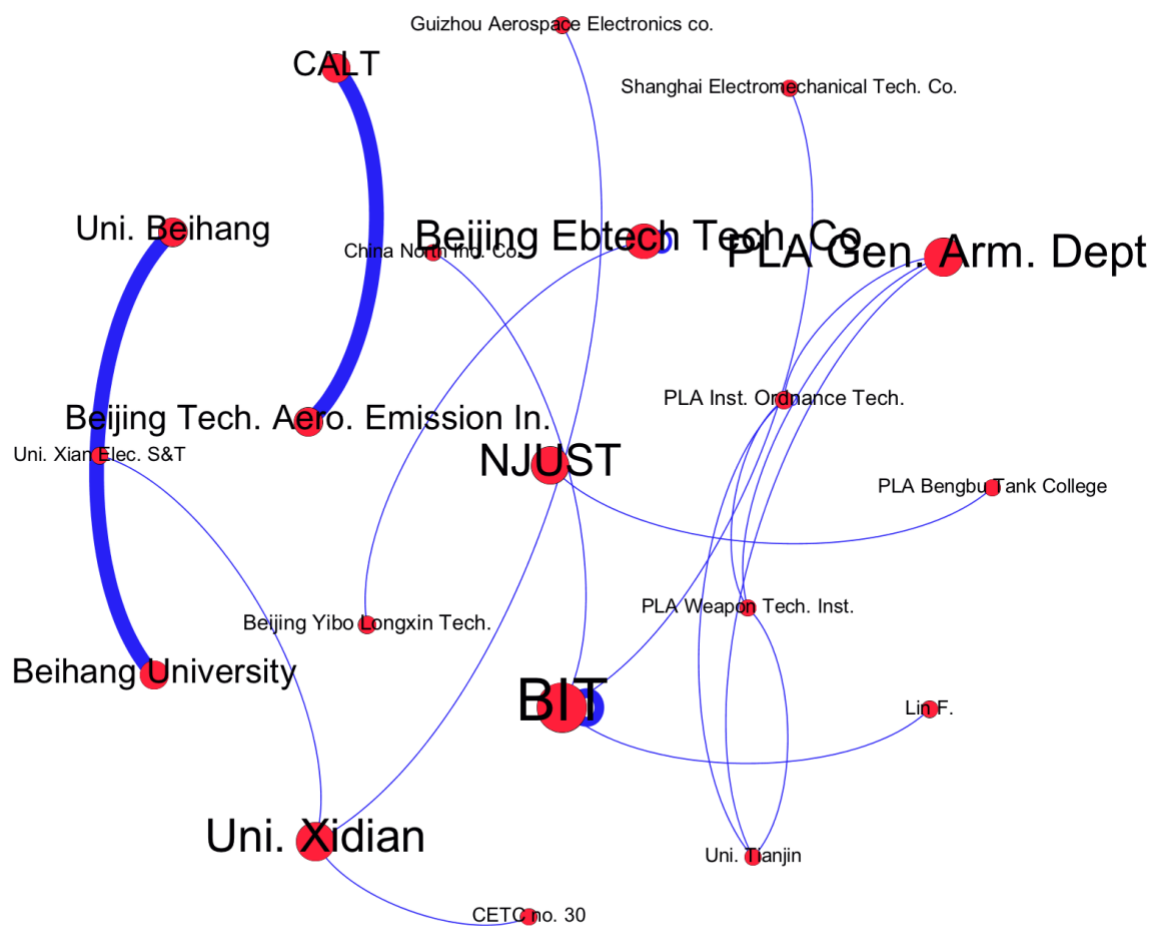 Guizhou Aerospace Electronics co.
CALT
Shanghai Electromechanical Tech. Co.
Uni. Beihang
Beijing Ebtech Tech. Co.
China North Ind. Co.
PLA Gen. Arm. Dept
PLA Inst. Ordnance Tech.
Beijing Tech. Aero. Emission In.
Uni. Xian Elec. S&T
NJUST
PLA Bengbu Tank College
PLA Weapon Tech. Inst.
Beijing Yibo Longxin Tech.
Beihang University
BIT
Lin F.
Uni. Xidian
Uni. Tianjin
CETC no. 30